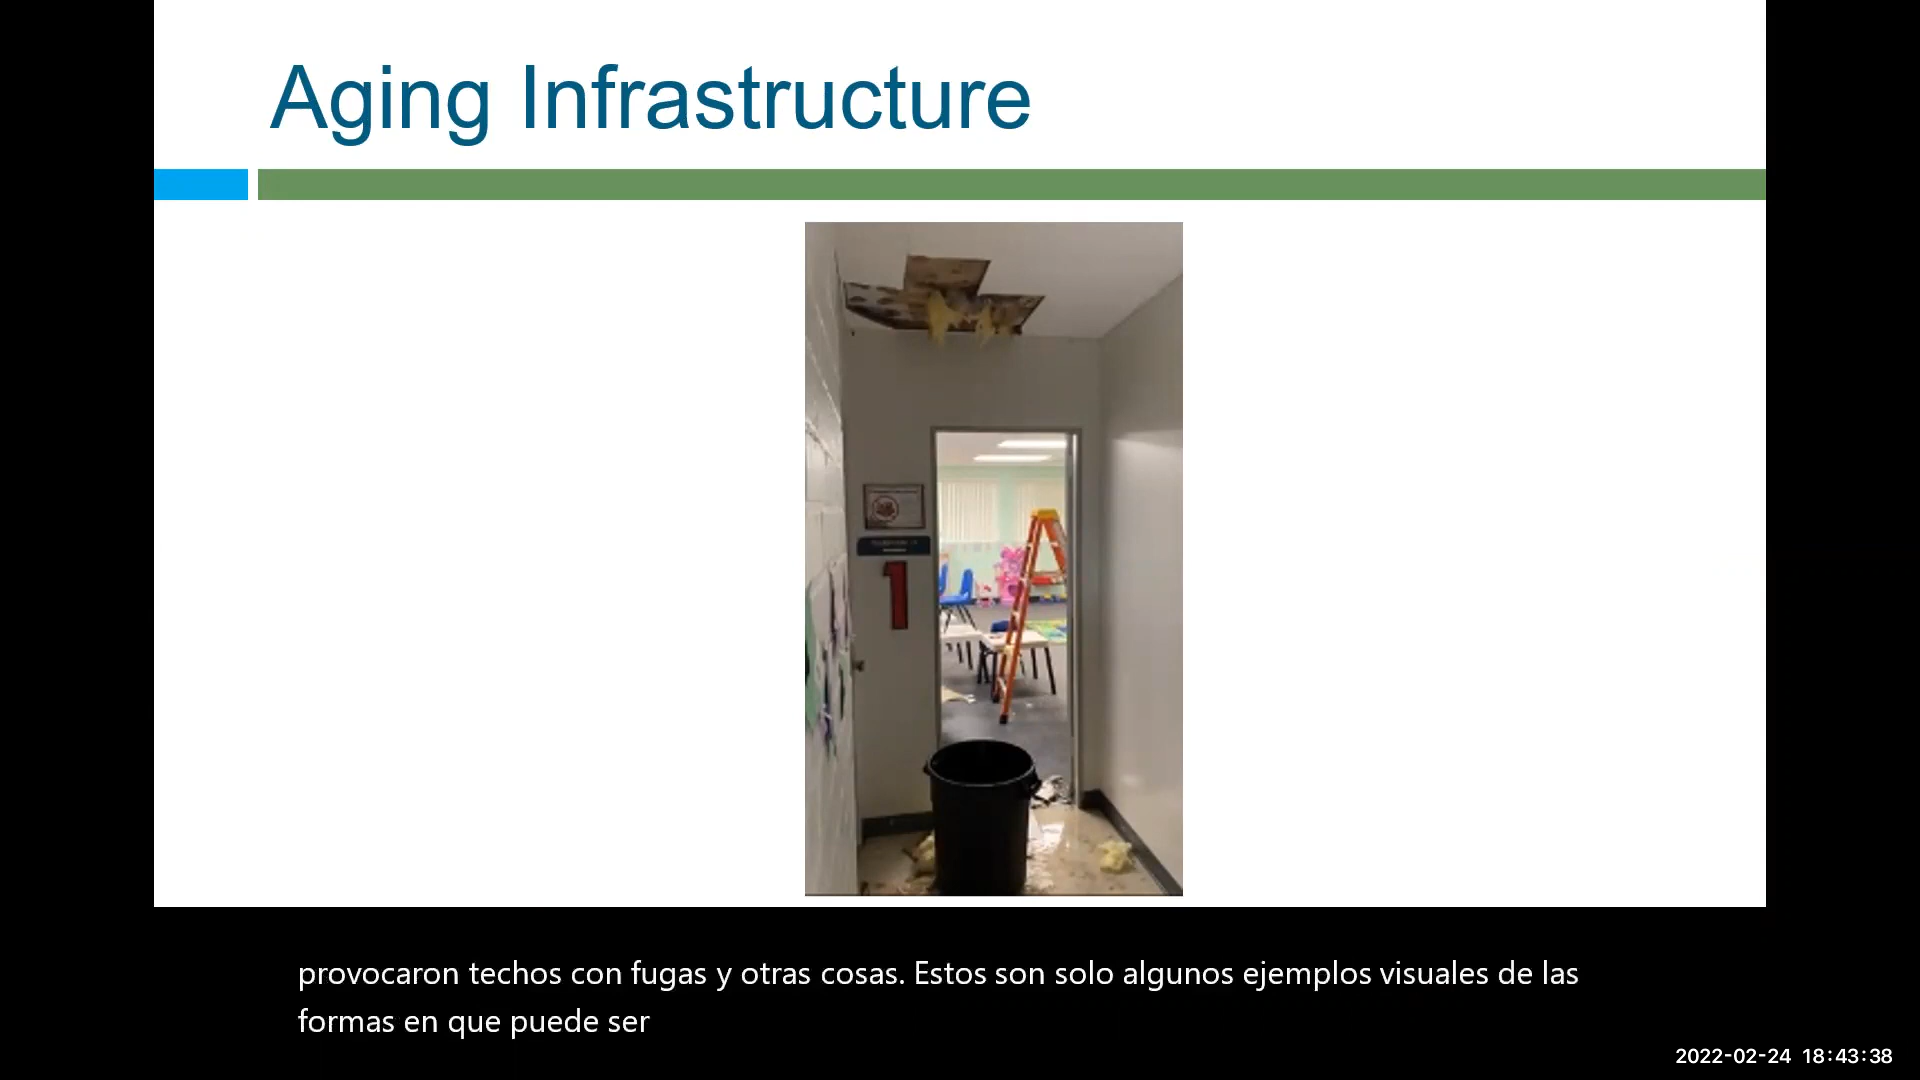 Aging Infrastructure
1
provocaron techos con fugas y otras cosas. Estos son solo algunos ejemplos visuales de las
formas en que puede ser
2022-02-24 18:43:38